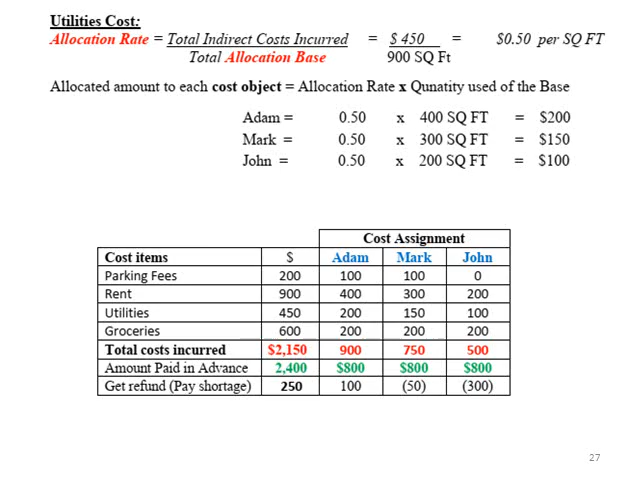 Utilities Cost:
Allocation Rate = Total Indirect Costs Incurred = $ 450 = $0.50 per SQ FT
Total Allocation Base 900 SQ Ft
Allocated amount to each cost object = Allocation Rate x Qunatity used of the Base
Adam = 0.50 x 400 SQ FT = $200
Mark = 0.50 x 300 SQ FT = $150
John = 0.50 x 200 SQ FT = $100
Cost Assignment
Cost items $ Adam Mark John
Parking Fees 200 100 100 0
Rent 900 400 300 200
Utilities 450 200 150 100
Groceries 600 200 200 200
Total costs incurred $2,150 900 750 500
Amount Paid in Advance 2,400 $800 $800 $800
Get refund (Pay shortage) 250 100 (50) (300)
27